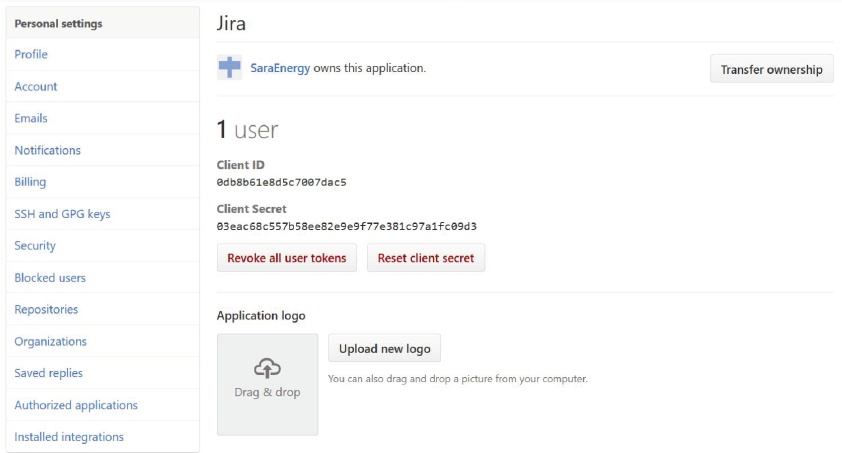 Personal settings
Profile
Account
Emails
Notifications
Billing
SSH and GPG keys
Security
Blocked users
Repositories
Organizations
Saved replies
Authorized applications
Installed integrations
Jira
SaraEnergy owns this application.
Transfer ownership
1 user
Client ID
0db8b61e8d5c7007dac5
Client Secret
03eac68c557b58ee82e9e9f77e381c97a1fc09d3
Revoke all user tokens
Reset client secret
Application logo
Drag & drop
Upload new logo
You can also drag and drop a picture from your computer.